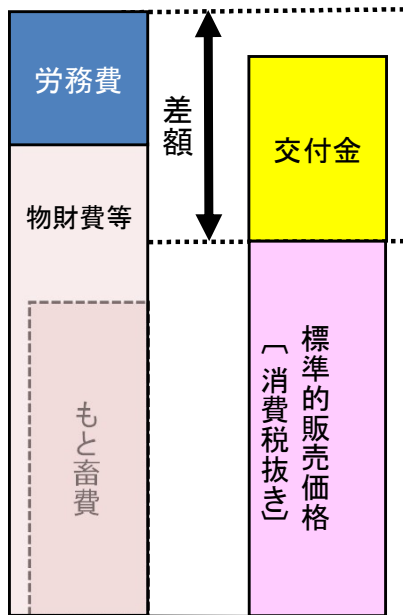 労務費
物財費等
もと畜費
差額
交付金
標準的販売価格
〔消費税抜き〕